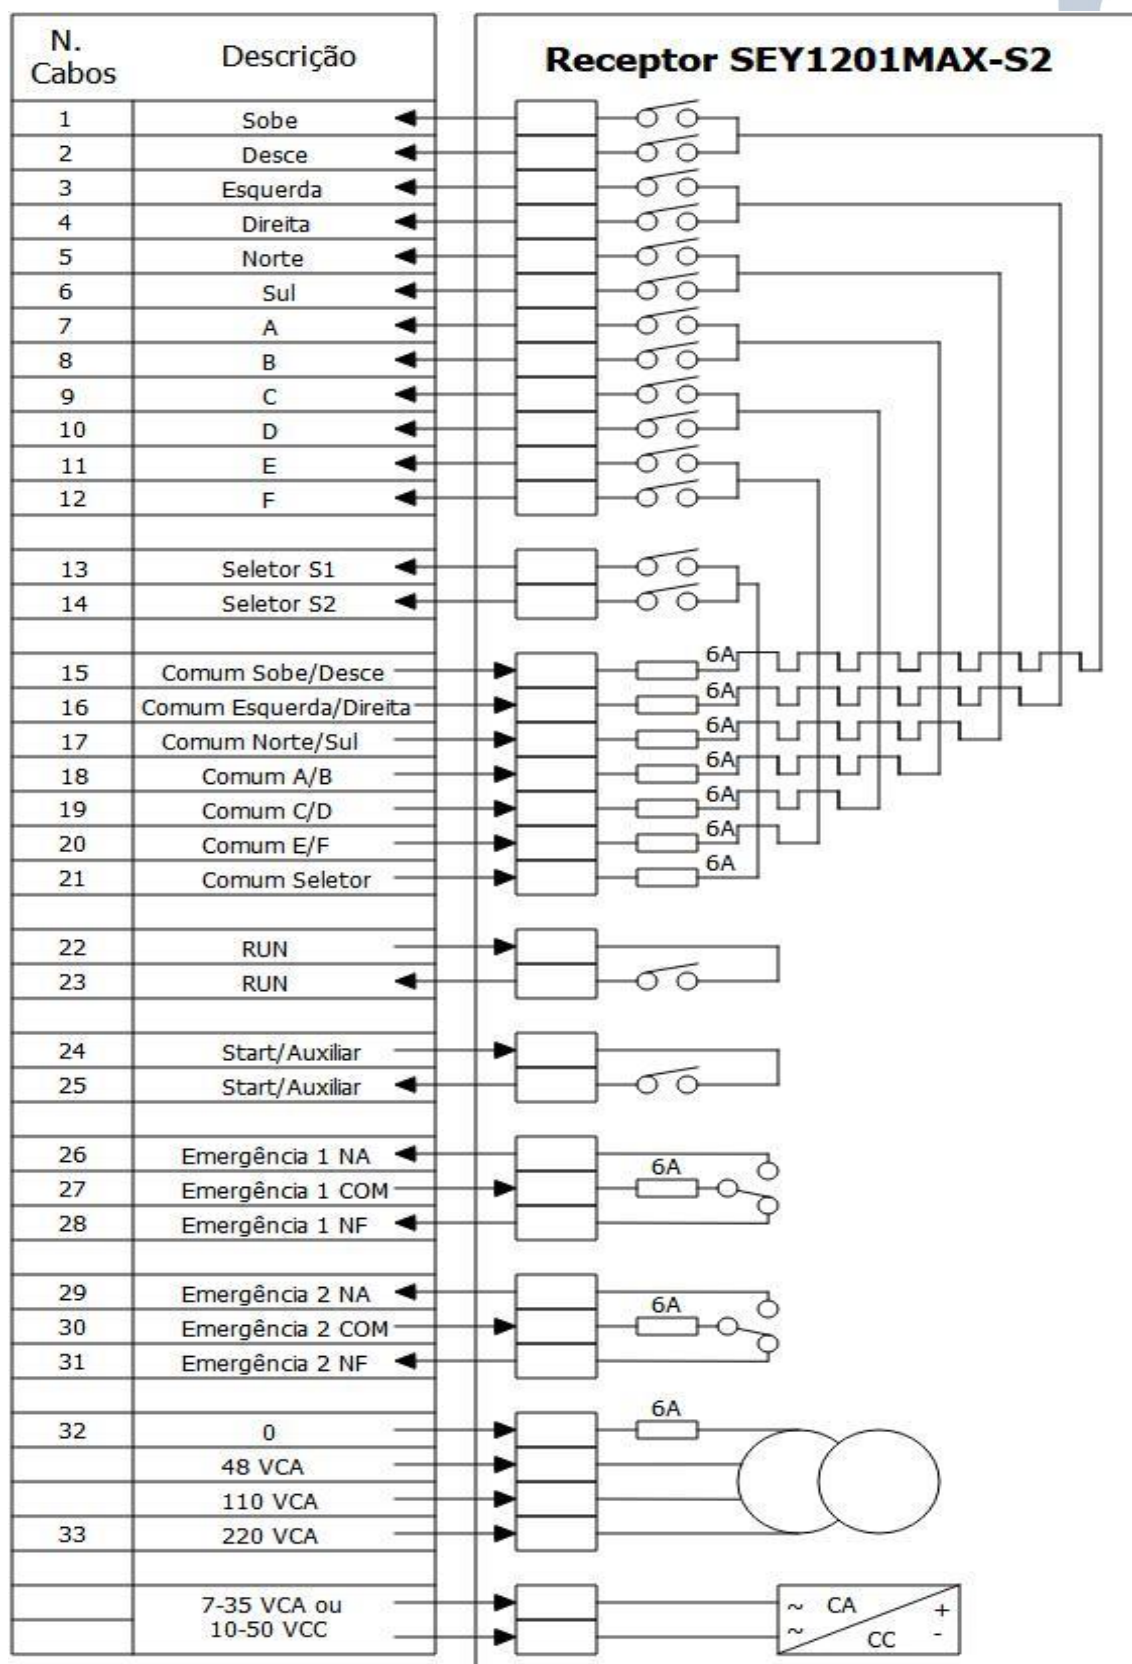 N. Cabos Descrição Receptor SEY1201MAX-S2
1 Sobe
2 Desce
3 Esquerda
4 Direita
5 Norte
6 Sul
7 A
8 B
9 C
10 D
11 E
12 F
13 Seletor S1
14 Seletor S2
15 Comum Sobe/Desce 6A
16 Comum Esquerda/Direita 6A
17 Comum Norte/Sul 6A
18 Comum A/B 6A
19 Comum C/D 6A
20 Comum E/F 6A
21 Comum Seletor 6A
22 RUN
23 RUN
24 Start/Auxiliar
25 Start/Auxiliar
26 Emergência 1 NA
27 Emergência 1 COM 6A
28 Emergência 1 NF
29 Emergência 2 NA
30 Emergência 2 COM 6A
31 Emergência 2 NF
32 0 6A
48 VCA
110 VCA
33 220 VCA
7-35 VCA ou ~ CA +
10-50 VCC ~ CC -